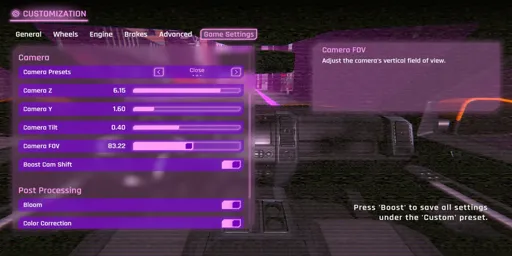 CUSTOMIZATION
General Wheels Engine Brakes Advanced Game Settings
Camera
Camera Presets Close
Camera Z 6.15
Camera Y 1.60
Camera Tilt 0.40
Camera FOV 83.22
Boost Cam Shift
Post Processing
Bloom
Color Correction
Camera FOV
Adjust the camera's vertical field of view.
Press 'Boost' to save all settings
under the 'Custom' preset.